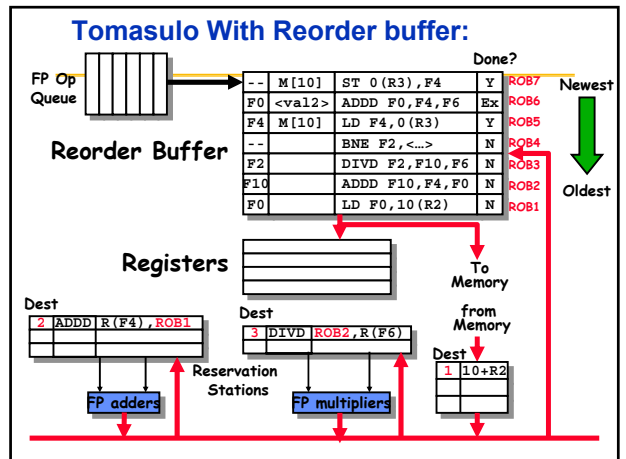 Tomasulo With Reorder buffer:
Done?
FP Op
Queue
-- M[10] ST 0(R3),F4 Y ROB7
F0 <val2> ADDD F0,F4,F6 Ex ROB6
F4 M[10] LD F4,0(R3) Y ROB5
-- BNE F2,<…> N ROB4
F2 DIVD F2,F10,F6 N ROB3
F10 ADDD F10,F4,F0 N ROB2
F0 LD F0,10(R2) N ROB1
Newest
Oldest
Reorder Buffer
Registers
To
Memory
from
Memory
Dest
2 ADDD R(F4),ROB1
Dest
3 DIVD ROB2,R(F6)
Dest
1 10+R2
Reservation
Stations
FP adders
FP multipliers